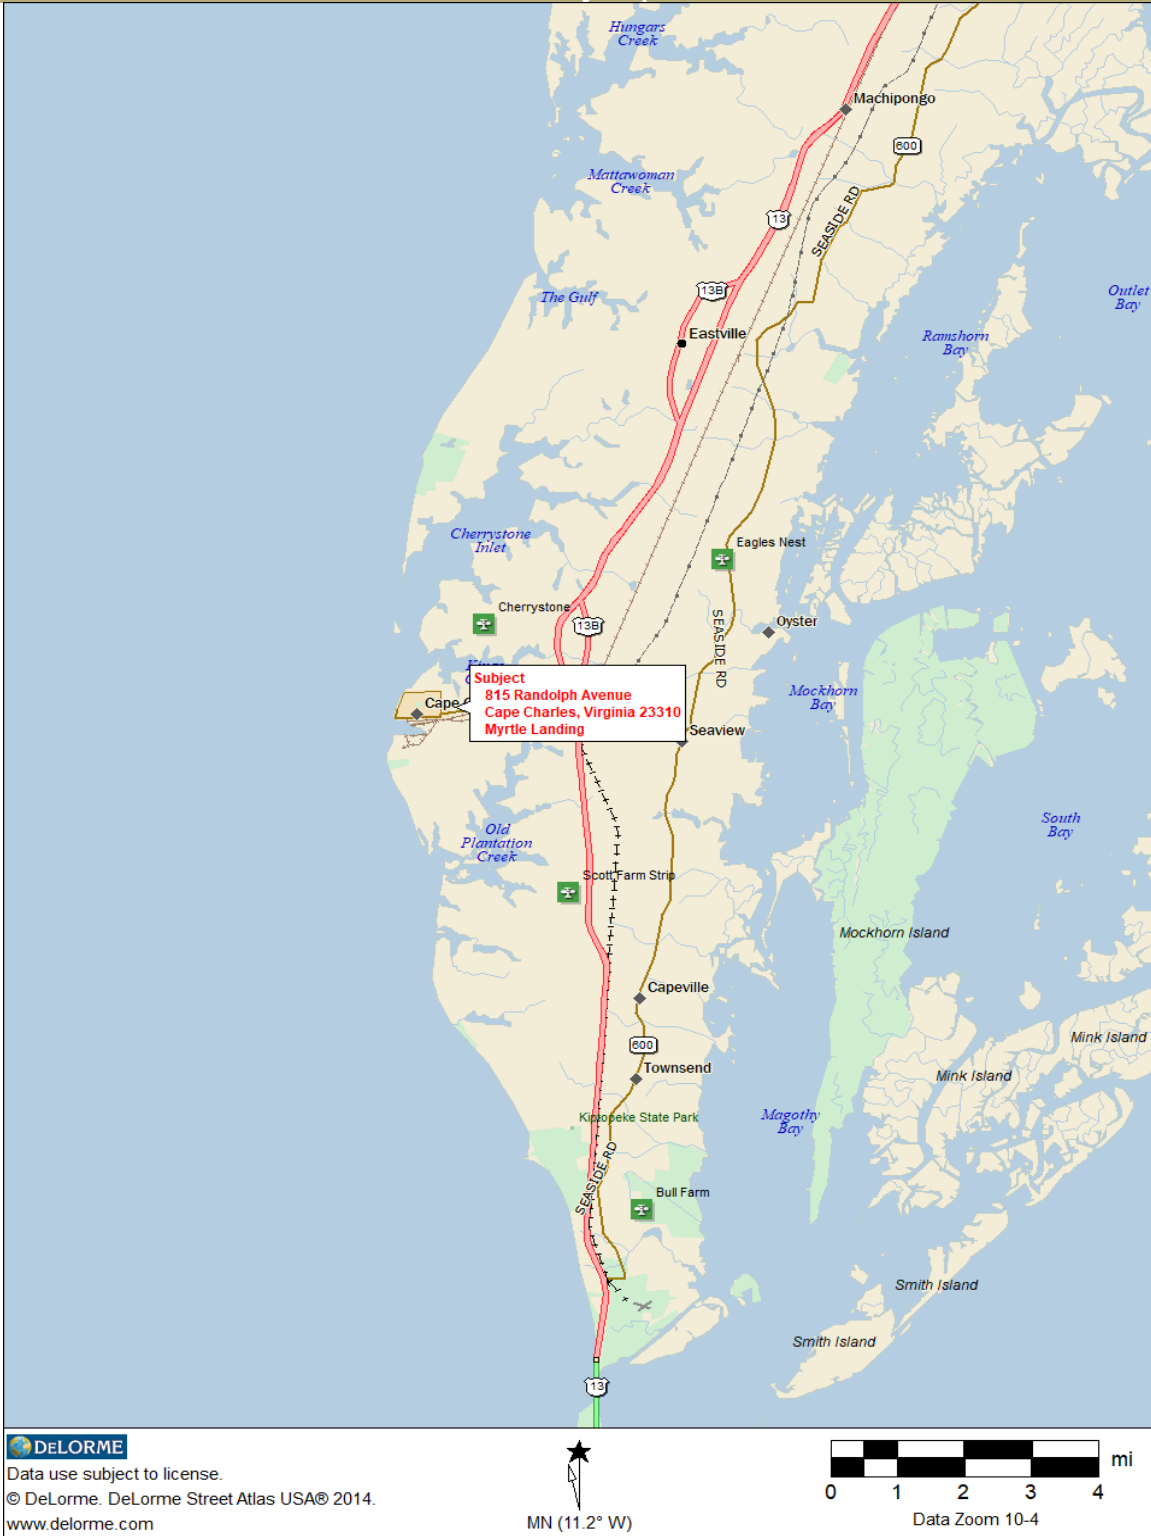 Hungars
Creek
Machipongo
600
Mattawoman
Creek
SEASIDE RD
13
13B
The Gulf
Outlet
Bay
Eastville
Ramshorn
Bay
Cherrystone
Inlet
Eagles Nest
Cherrystone
13B
SEASIDE RD
Oyster
Subject
815 Randolph Avenue
Cape Charles, Virginia 23310
Myrtle Landing
Cape
Mockhorn
Bay
Seaview
South
Bay
Old
Plantation
Creek
Scott Farm Strip
Mockhorn Island
Capeville
600
Mink Island
Townsend
Mink Island
Kiptopeke State Park
Magothy
Bay
SEASIDE RD
Bull Farm
Smith Island
Smith Island
13
DELORME
Data use subject to license.
© DeLorme. DeLorme Street Atlas USA® 2014.
www.delorme.com
MN (11.2° W)
mi
0 1 2 3 4
Data Zoom 10-4